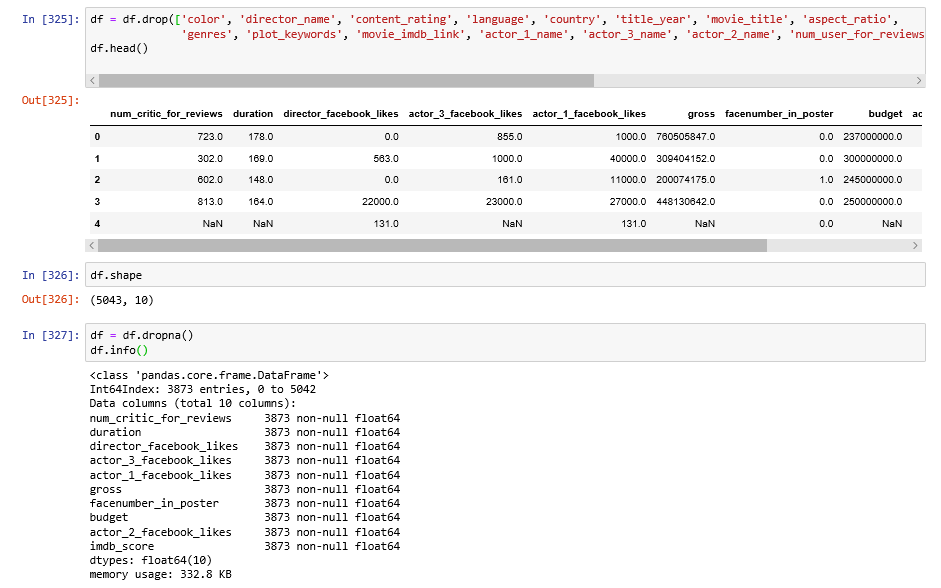 In [325]: df = df.drop(['color', 'director_name', 'content_rating', 'language', 'country', 'title_year', 'movie_title', 'aspect_ratio',
'genres', 'plot_keywords', 'movie_imdb_link', 'actor_1_name', 'actor_3_name', 'actor_2_name', 'num_user_for_reviews
df.head()
Out[325]:
num_critic_for_reviews duration director_facebook_likes actor_3_facebook_likes actor_1_facebook_likes gross facenumber_in_poster budget ac
0 723.0 178.0 0.0 855.0 1000.0 760505847.0 0.0 237000000.0
1 302.0 169.0 563.0 1000.0 40000.0 309404152.0 0.0 300000000.0
2 602.0 148.0 0.0 161.0 11000.0 200074175.0 1.0 245000000.0
3 813.0 164.0 22000.0 23000.0 27000.0 448130642.0 0.0 250000000.0
4 NaN NaN 131.0 NaN 131.0 NaN 0.0 NaN
In [326]: df.shape
Out[326]: (5043, 10)
In [327]: df = df.dropna()
df.info()
<class 'pandas.core.frame.DataFrame'>
Int64Index: 3873 entries, 0 to 5042
Data columns (total 10 columns):
num_critic_for_reviews 3873 non-null float64
duration 3873 non-null float64
director_facebook_likes 3873 non-null float64
actor_3_facebook_likes 3873 non-null float64
actor_1_facebook_likes 3873 non-null float64
gross 3873 non-null float64
facenumber_in_poster 3873 non-null float64
budget 3873 non-null float64
actor_2_facebook_likes 3873 non-null float64
imdb_score 3873 non-null float64
dtypes: float64(10)
memory usage: 332.8 KB